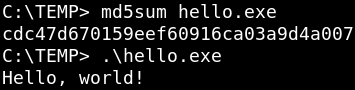 C:\TEMP> md5sum hello.exe
cdc47d670159eef60916ca03a9d4a007
C:\TEMP> .\hello.exe
Hello, world!